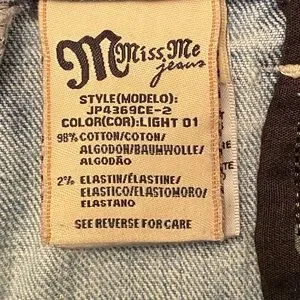 M Miss Me
jeans
STYLE(MODELO):
JP4369CE-2
COLOR(COR):LIGHT 01
98% COTTON/COTON/
ALGODON/BAUMWOLLE/
ALGODÃO
2% ELASTIN/ÉLASTINE/
ELASTICO/ELASTOMORO/
ELASTANO
SEE REVERSE FOR CARE